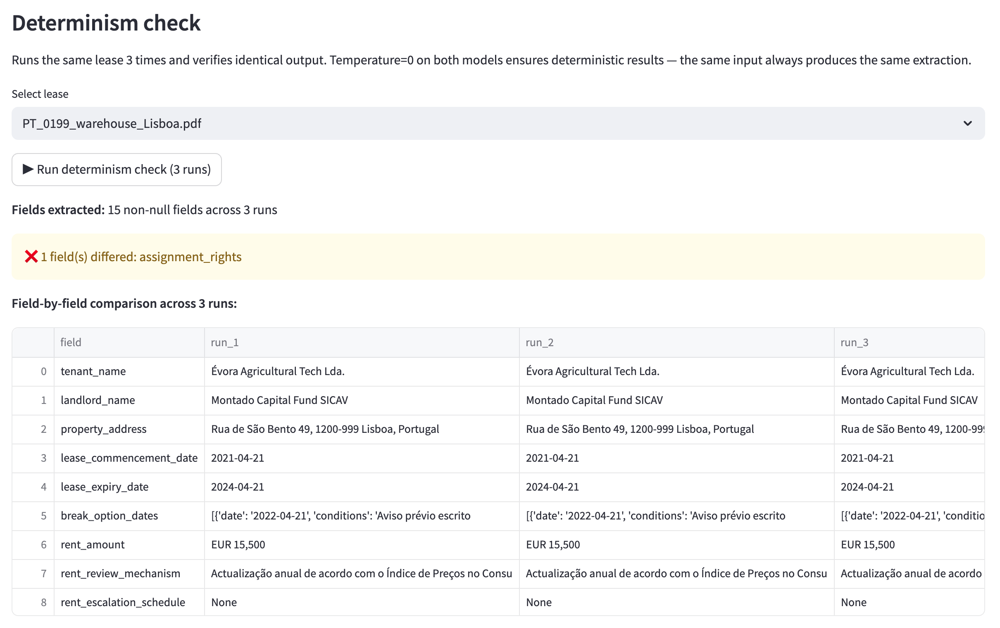 Determinism check
Runs the same lease 3 times and verifies identical output. Temperature=0 on both models ensures deterministic results — the same input always produces the same extraction.
Select lease
PT_0199_warehouse_Lisboa.pdf
▶ Run determinism check (3 runs)
Fields extracted: 15 non-null fields across 3 runs
❌ 1 field(s) differed: assignment_rights
Field-by-field comparison across 3 runs:
field run_1 run_2 run_3
0 tenant_name Évora Agricultural Tech Lda. Évora Agricultural Tech Lda. Évora Agricultural Tech Lda.
1 landlord_name Montado Capital Fund SICAV Montado Capital Fund SICAV Montado Capital Fund SICAV
2 property_address Rua de São Bento 49, 1200-999 Lisboa, Portugal Rua de São Bento 49, 1200-999 Lisboa, Portugal Rua de São Bento 49, 1200-999
3 lease_commencement_date 2021-04-21 2021-04-21 2021-04-21
4 lease_expiry_date 2024-04-21 2024-04-21 2024-04-21
5 break_option_dates [{'date': '2022-04-21', 'conditions': 'Aviso prévio escrito [{'date': '2022-04-21', 'conditions': 'Aviso prévio escrito [{'date': '2022-04-21', 'conditio
6 rent_amount EUR 15,500 EUR 15,500 EUR 15,500
7 rent_review_mechanism Actualização anual de acordo com o Índice de Preços no Consu Actualização anual de acordo com o Índice de Preços no Consu Actualização anual de acordo
8 rent_escalation_schedule None None None